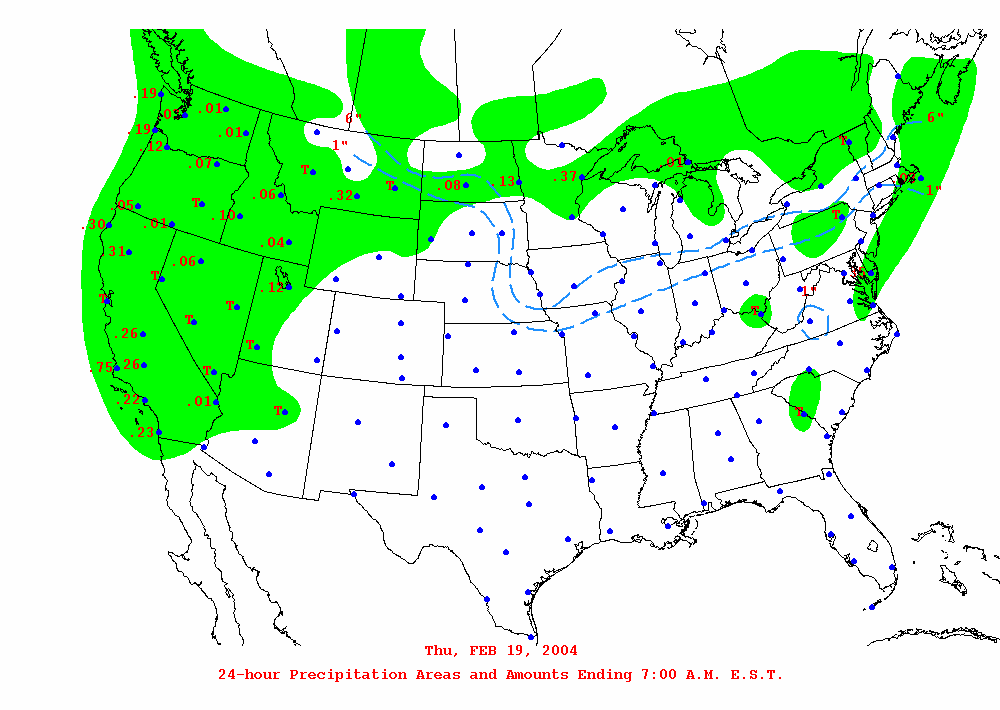 .19
.01
.05
6"
6"
.19
.01
T
.12
1"
.07
.01
T
T
.32
.08
.13
.37
1"
.06
T
.05
.10
T
.30
.01
.04
.31
.06
T
.12
1"
T
T
T
T
.26
T
.75
.26
T
.22
.01
T
T
.23
Thu, FEB 19, 2004
24-hour Precipitation Areas and Amounts Ending 7:00 A.M. E.S.T.